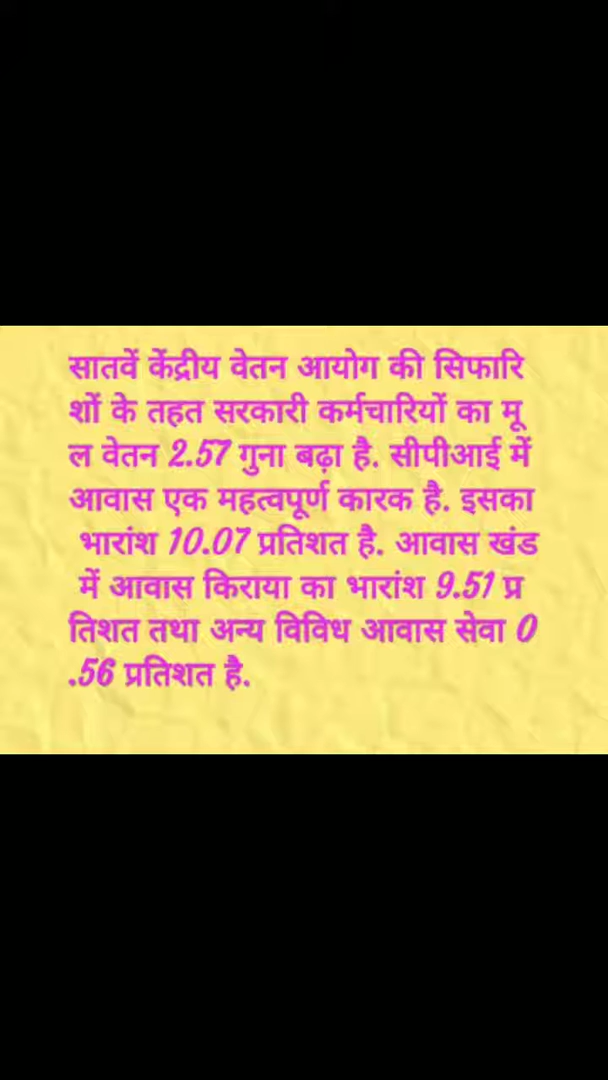 सातवें केंद्रीय वेतन आयोग की सिफारि
शों के तहत सरकारी कर्मचारियों का मू
ल वेतन 2.57 गुना बढ़ा है. सीपीआई में
आवास एक महत्वपूर्ण कारक है. इसका
भारांश 10.07 प्रतिशत है. आवास खंड
में आवास किराया का भारांश 9.51 प्र
तिशत तथा अन्य विविध आवास सेवा 0
.56 प्रतिशत है.